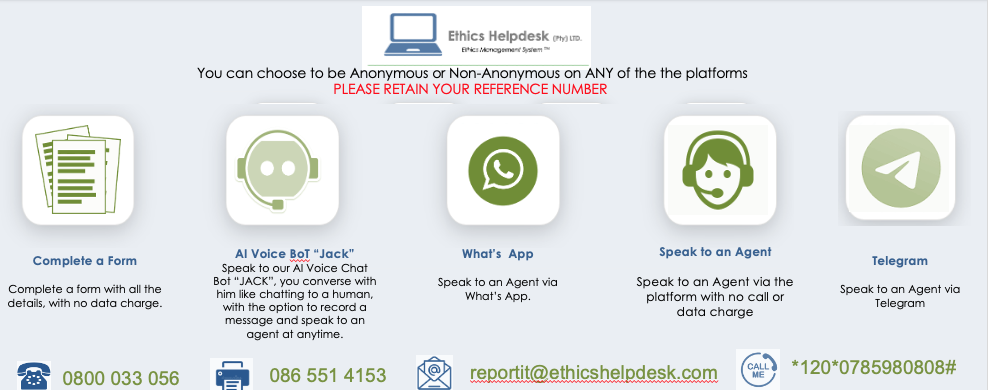 Ethics Helpdesk (Pty) LTD.
Ethics Management System ™
You can choose to be Anonymous or Non-Anonymous on ANY of the the platforms
PLEASE RETAIN YOUR REFERENCE NUMBER
Complete a Form
Complete a form with all the
details, with no data charge.
AI Voice BoT “Jack”
Speak to our AI Voice Chat
Bot “JACK”, you converse with
him like chatting to a human,
with the option to record a
message and speak to an
agent at anytime.
What’s App
Speak to an Agent via
What’s App.
Speak to an Agent
Speak to an Agent via the
platform with no call or
data charge
Telegram
Speak to an Agent via
Telegram
0800 033 056
086 551 4153
reportit@ethicshelpdesk.com
CALL
ME
*120*0785980808#